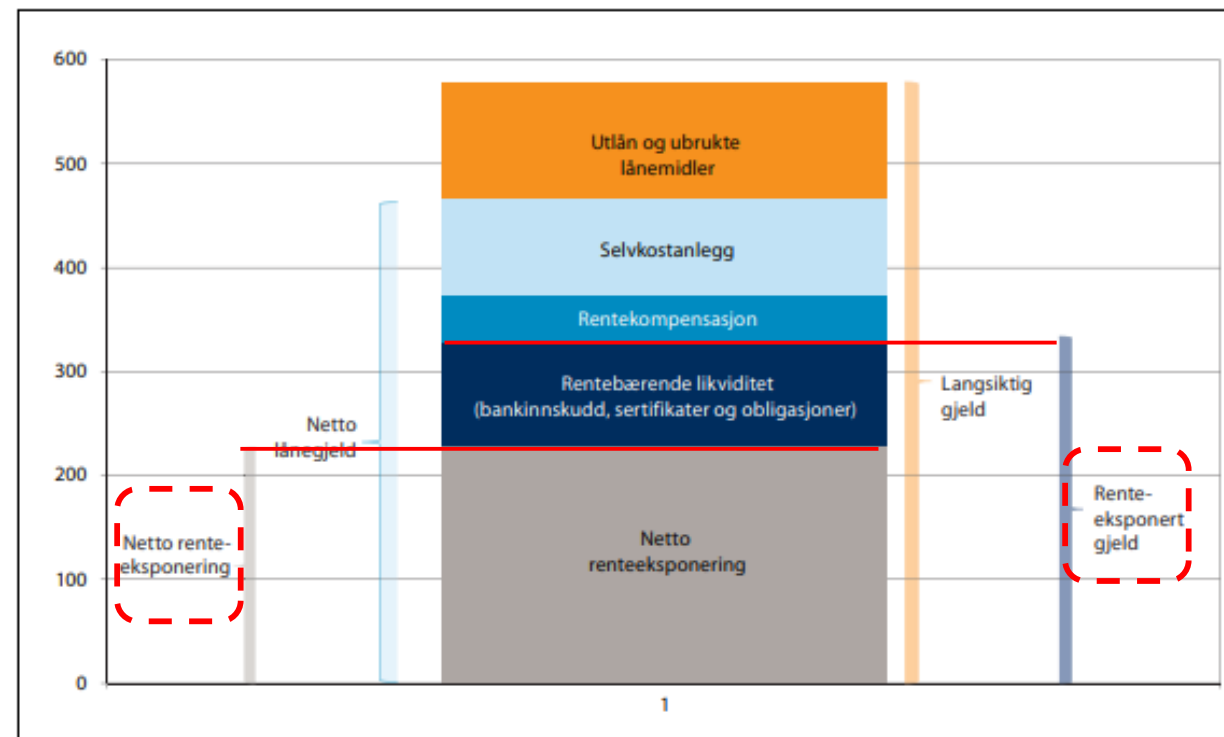 600
500
400
300
200
100
0
Utlån og ubrukte
lånemidler
Selvkostanlegg
Rentekompensasjon
Rentebærende likviditet
(bankinnskudd, sertifikater og obligasjoner)
Netto
renteeksponering
Netto
lånegjeld
Netto rente-
eksponering
Langsiktig
gjeld
Rente-
eksponert
gjeld
1